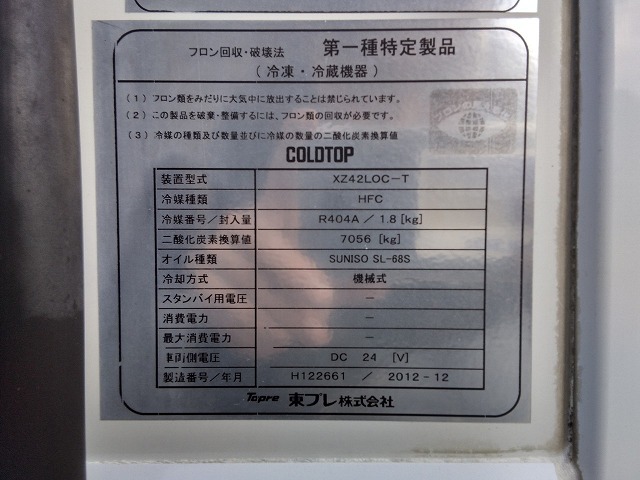 フロン回収・破壊法 第一種特定製品
（冷凍・冷蔵機器）
（1）フロン類をみだりに大気中に放出することは禁じられています。
（2）この製品を廃棄・整備するには、フロン類の回収が必要です。
（3）冷媒の種類及び数量並びに冷媒の数量の二酸化炭素換算値
COLDTOP
装置型式 XZ42LOC-T
冷媒種類 HFC
冷媒番号／封入量 R404A ／ 1.8 [kg]
二酸化炭素換算値 7056 [kg]
オイル種類 SUNISO SL-68S
冷却方式 機械式
スタンバイ用電圧 －
消費電力 －
最大消費電力 －
車両側電圧 DC 24 [V]
製造番号／年月 H122661 ／ 2012-12
Topre 東プレ株式会社